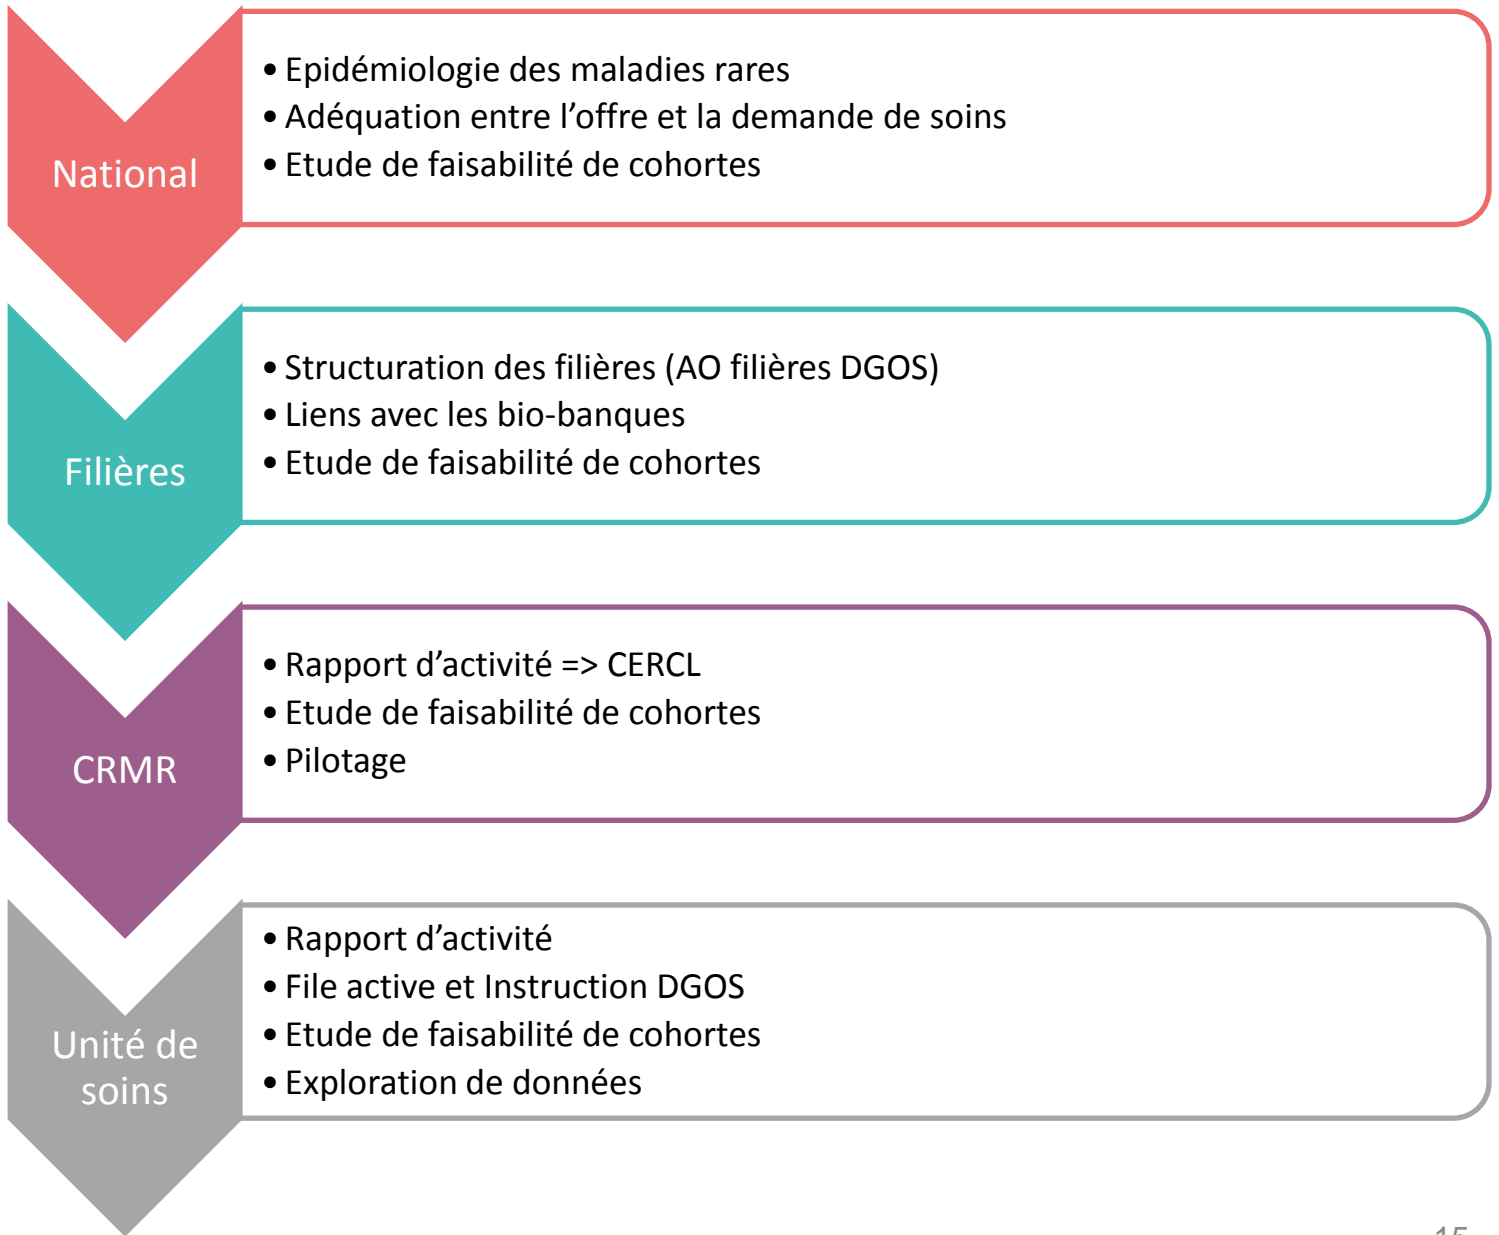 National
• Epidémiologie des maladies rares
• Adéquation entre l’offre et la demande de soins
• Etude de faisabilité de cohortes
Filières
• Structuration des filières (AO filières DGOS)
• Liens avec les bio-banques
• Etude de faisabilité de cohortes
CRMR
• Rapport d’activité => CERCL
• Etude de faisabilité de cohortes
• Pilotage
Unité de
soins
• Rapport d’activité
• File active et Instruction DGOS
• Etude de faisabilité de cohortes
• Exploration de données
15